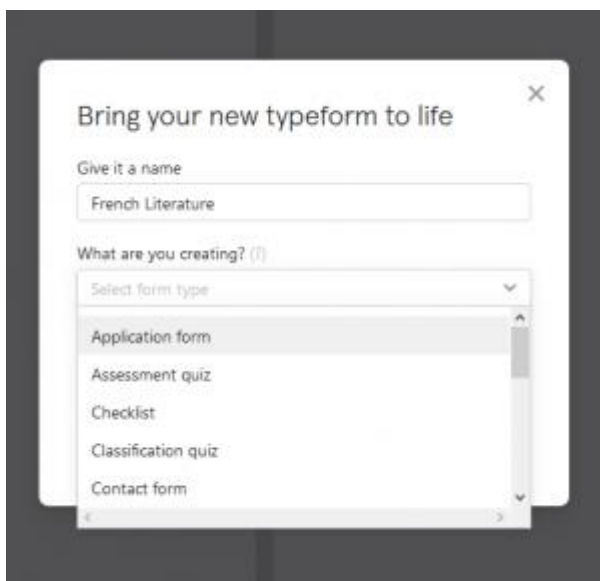 Bring your new typeform to life
Give it a name
French Literature
What are you creating? (?)
Select form type
Application form
Assessment quiz
Checklist
Classification quiz
Contact form